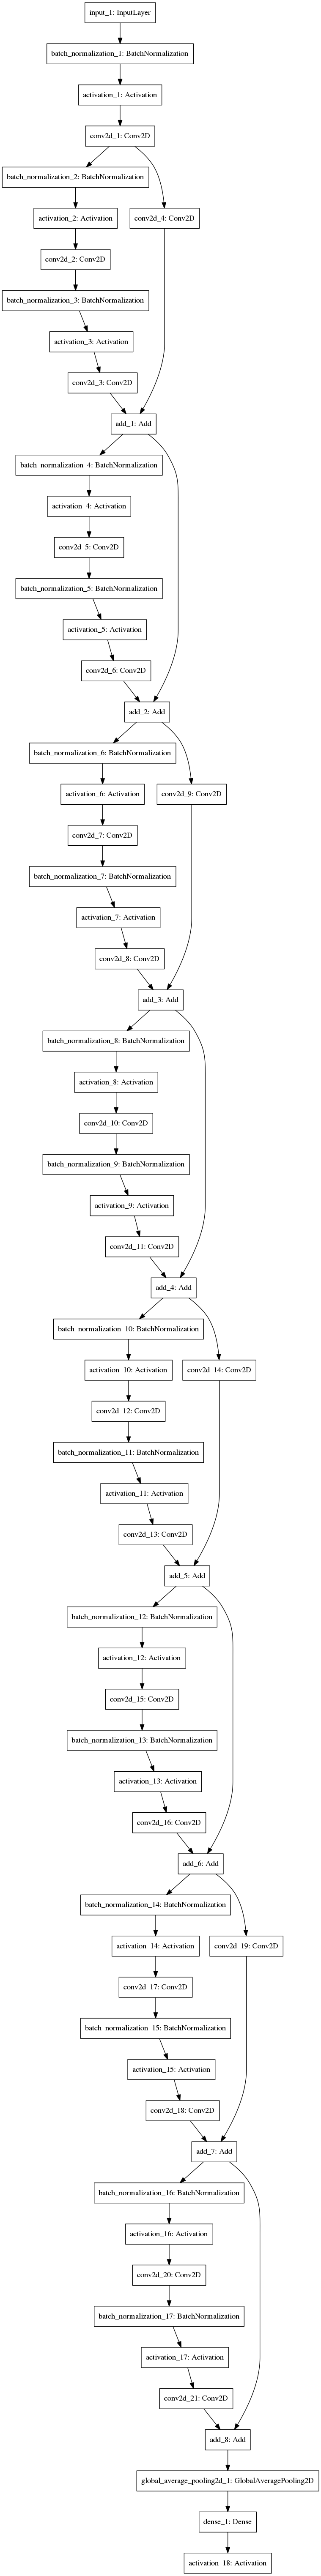 input_1: InputLayer
batch_normalization_1: BatchNormalization
activation_1: Activation
conv2d_1: Conv2D
batch_normalization_2: BatchNormalization
activation_2: Activation
conv2d_4: Conv2D
conv2d_2: Conv2D
batch_normalization_3: BatchNormalization
activation_3: Activation
conv2d_3: Conv2D
add_1: Add
batch_normalization_4: BatchNormalization
activation_4: Activation
conv2d_5: Conv2D
batch_normalization_5: BatchNormalization
activation_5: Activation
conv2d_6: Conv2D
add_2: Add
batch_normalization_6: BatchNormalization
activation_6: Activation
conv2d_9: Conv2D
conv2d_7: Conv2D
batch_normalization_7: BatchNormalization
activation_7: Activation
conv2d_8: Conv2D
add_3: Add
batch_normalization_8: BatchNormalization
activation_8: Activation
conv2d_10: Conv2D
batch_normalization_9: BatchNormalization
activation_9: Activation
conv2d_11: Conv2D
add_4: Add
batch_normalization_10: BatchNormalization
activation_10: Activation
conv2d_14: Conv2D
conv2d_12: Conv2D
batch_normalization_11: BatchNormalization
activation_11: Activation
conv2d_13: Conv2D
add_5: Add
batch_normalization_12: BatchNormalization
activation_12: Activation
conv2d_15: Conv2D
batch_normalization_13: BatchNormalization
activation_13: Activation
conv2d_16: Conv2D
add_6: Add
batch_normalization_14: BatchNormalization
activation_14: Activation
conv2d_19: Conv2D
conv2d_17: Conv2D
batch_normalization_15: BatchNormalization
activation_15: Activation
conv2d_18: Conv2D
add_7: Add
batch_normalization_16: BatchNormalization
activation_16: Activation
conv2d_20: Conv2D
batch_normalization_17: BatchNormalization
activation_17: Activation
conv2d_21: Conv2D
add_8: Add
global_average_pooling2d_1: GlobalAveragePooling2D
dense_1: Dense
activation_18: Activation